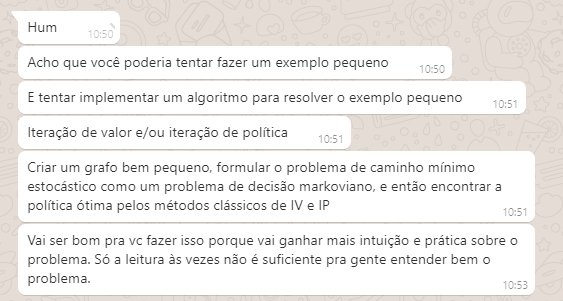 Hum
10:50
Acho que você poderia tentar fazer um exemplo pequeno
10:50
E tentar implementar um algoritmo para resolver o exemplo pequeno
10:51
Iteração de valor e/ou iteração de política
10:51
Criar um grafo bem pequeno, formular o problema de caminho mínimo
estocástico como um problema de decisão markoviano, e então encontrar a
política ótima pelos métodos clássicos de IV e IP
10:51
Vai ser bom pra vc fazer isso porque vai ganhar mais intuição e prática sobre o
problema. Só a leitura às vezes não é suficiente pra gente entender bem o
problema.
10:53